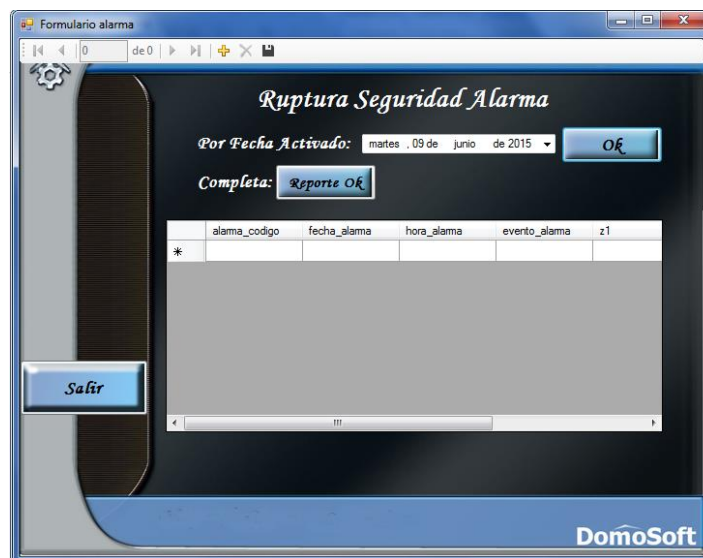 Formulario alarma
0 de 0
Ruptura Seguridad Alarma
Por Fecha Activado: martes , 09 de junio de 2015 Ok
Completa: Reporte Ok
alarma_codigo fecha_alarma hora_alarma evento_alarma z1
Salir
DomoSoft